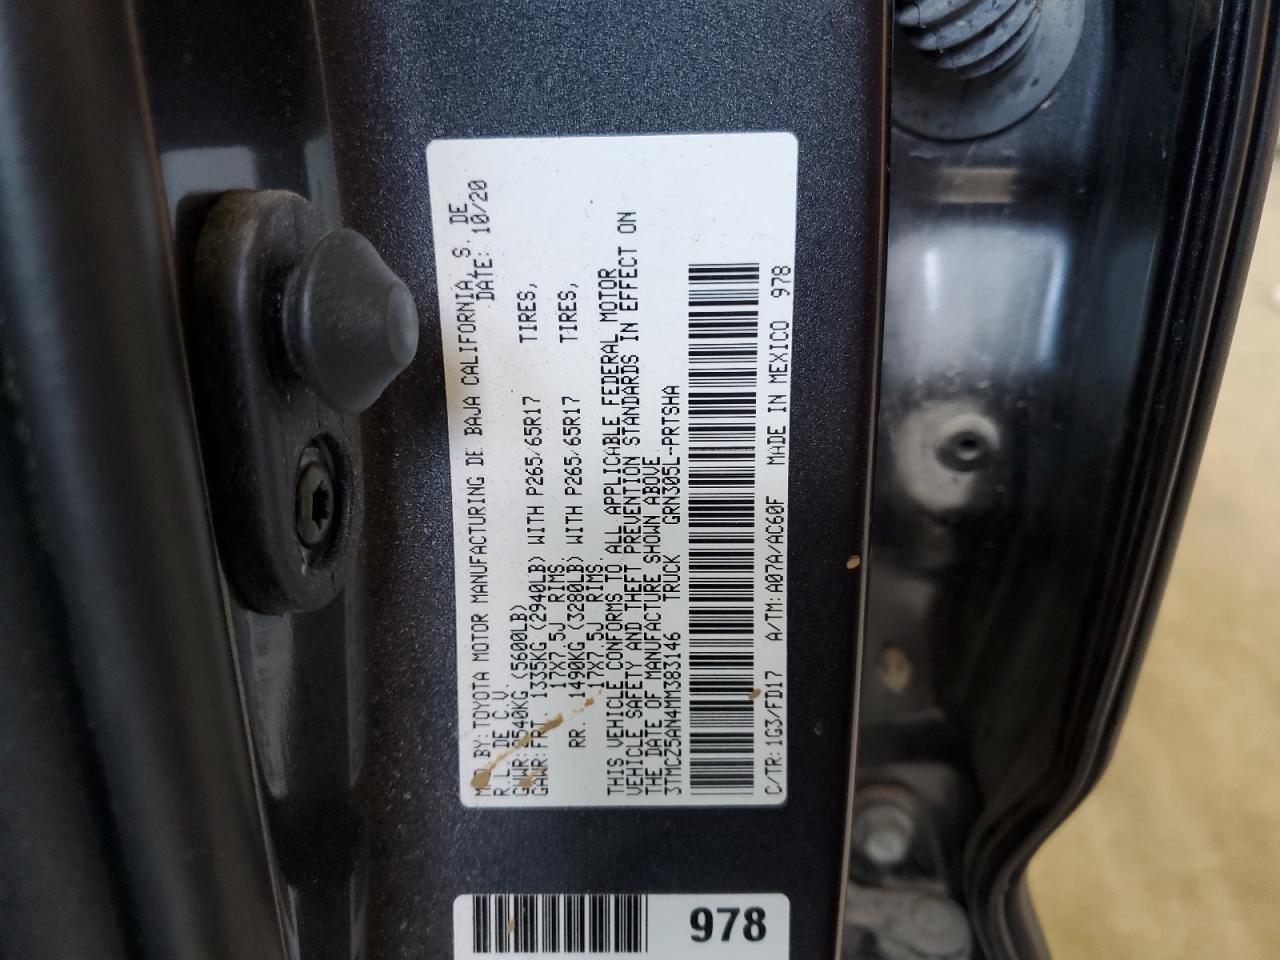 MFD BY: TOYOTA MOTOR MANUFACTURING DE BAJA CALIFORNIA, S. DE
R.L. DE C.V. DATE: 10/20
GVWR: 2540KG (5600LB)
GAWR: FRT. 1335KG (2940LB) WITH P265/65R17 TIRES,
17X7.5J RIMS
RR. 1490KG (3280LB) WITH P265/65R17 TIRES,
17X7.5J RIMS.
THIS VEHICLE CONFORMS TO ALL APPLICABLE FEDERAL MOTOR
VEHICLE SAFETY AND THEFT PREVENTION STANDARDS IN EFFECT ON
THE DATE OF MANUFACTURE SHOWN ABOVE.
3TMCZ5AN4MM383146 TRUCK GRN305L-PRTSHA
C/TR: 1G3/FD17 A/TM: A07A/AC60F MADE IN MEXICO 978
978